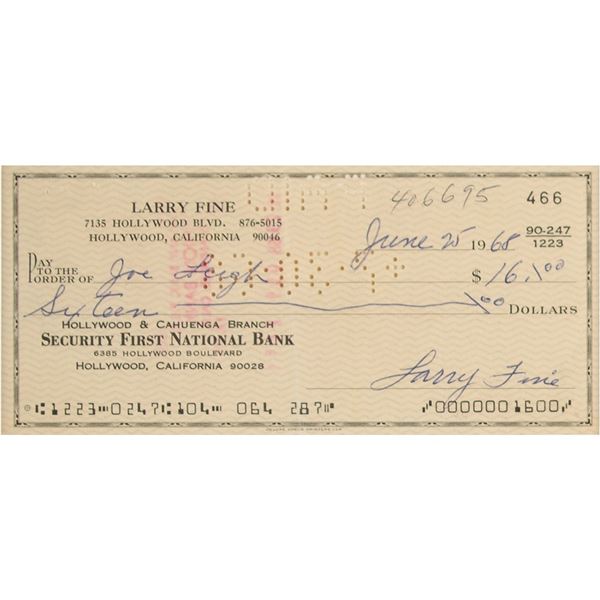 406695 466
LARRY FINE
7135 HOLLYWOOD BLVD. 876-5015
HOLLYWOOD, CALIFORNIA 90046
June 25 1968 90-247
1223
PAY TO THE ORDER OF Joe Leigh $ 16.00
Sixteen 00 DOLLARS
HOLLYWOOD & CAHUENGA BRANCH
SECURITY FIRST NATIONAL BANK
6385 HOLLYWOOD BOULEVARD
HOLLYWOOD, CALIFORNIA 90028
Larry Fine
⑆1223⑉0247⑆104⑉ 064 287⑈ ⑈0000001600⑈